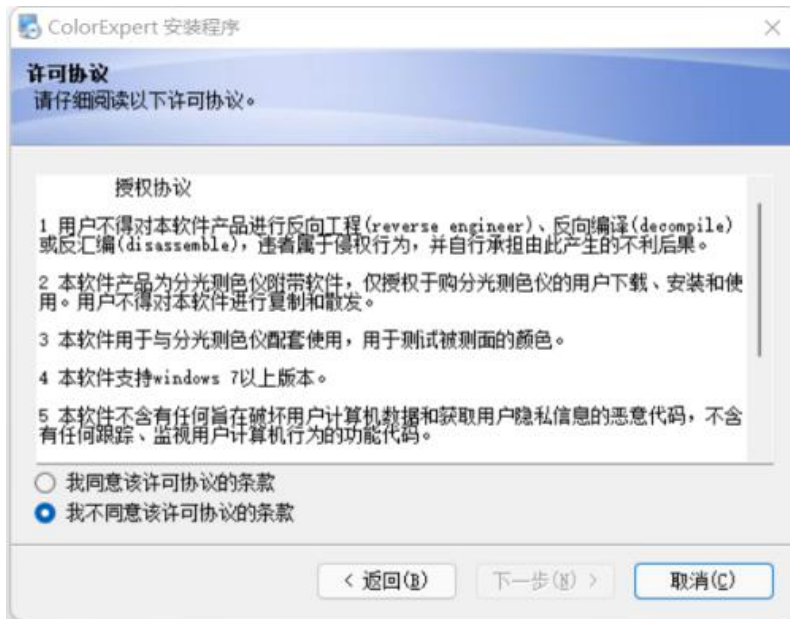 ColorExpert 安装程序
许可协议
请仔细阅读以下许可协议。
授权协议
1 用户不得对本软件产品进行反向工程(reverse engineer)、反向编译(decompile)
或反汇编(disassemble)，违者属于侵权行为，并自行承担由此产生的不利后果。
2 本软件产品为分光测色仪附带软件，仅授权于购分光测色仪的用户下载、安装和使
用。用户不得对本软件进行复制和散发。
3 本软件用于与分光测色仪配套使用，用于测试被测面的颜色。
4 本软件支持windows 7以上版本。
5 本软件不含有任何旨在破坏用户计算机数据和获取用户隐私信息的恶意代码，不含
有任何跟踪、监视用户计算机行为的功能代码。
我同意该许可协议的条款
我不同意该许可协议的条款
< 返回(B)
下一步(N) >
取消(C)